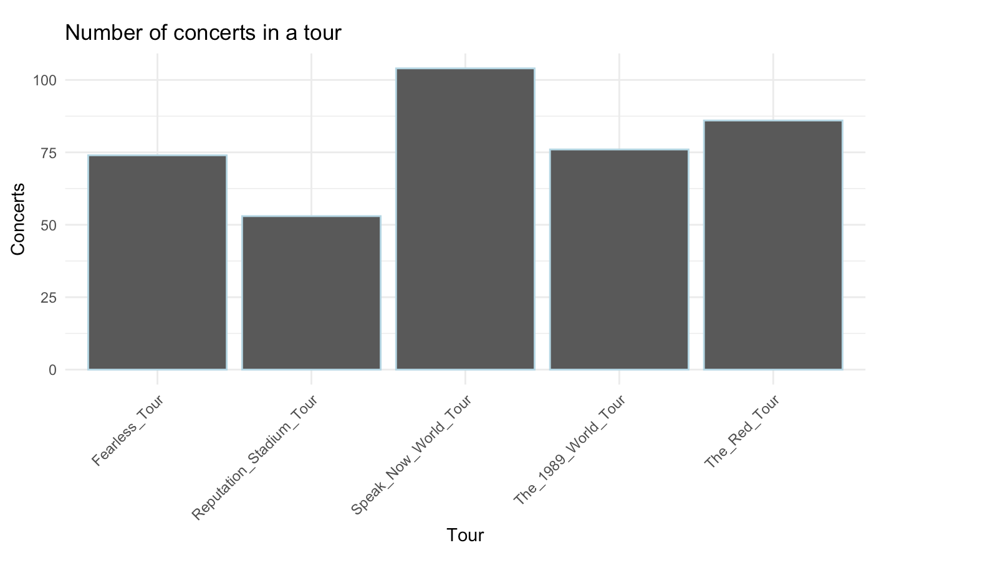 Number of concerts in a tour
Concerts
100
75
50
25
0
Fearless_Tour
Reputation_Stadium_Tour
Speak_Now_World_Tour
The_1989_World_Tour
The_Red_Tour
Tour